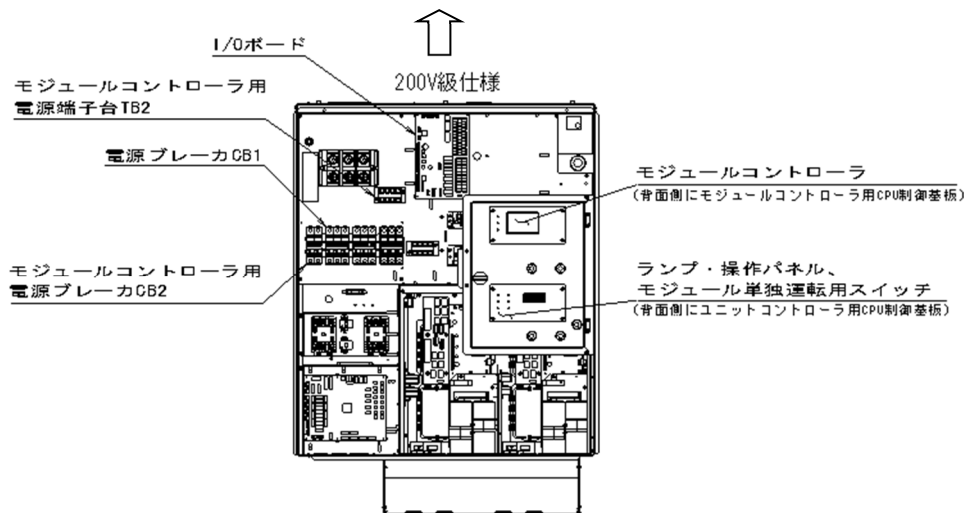 I/Oボード
200V級仕様
モジュールコントローラ用
電源端子台TB2
電源ブレーカCB1
モジュールコントローラ
(背面側にモジュールコントローラ用CPU制御基板)
モジュールコントローラ用
電源ブレーカCB2
ランプ・操作パネル、
モジュール単独運転用スイッチ
(背面側にユニットコントローラ用CPU制御基板)